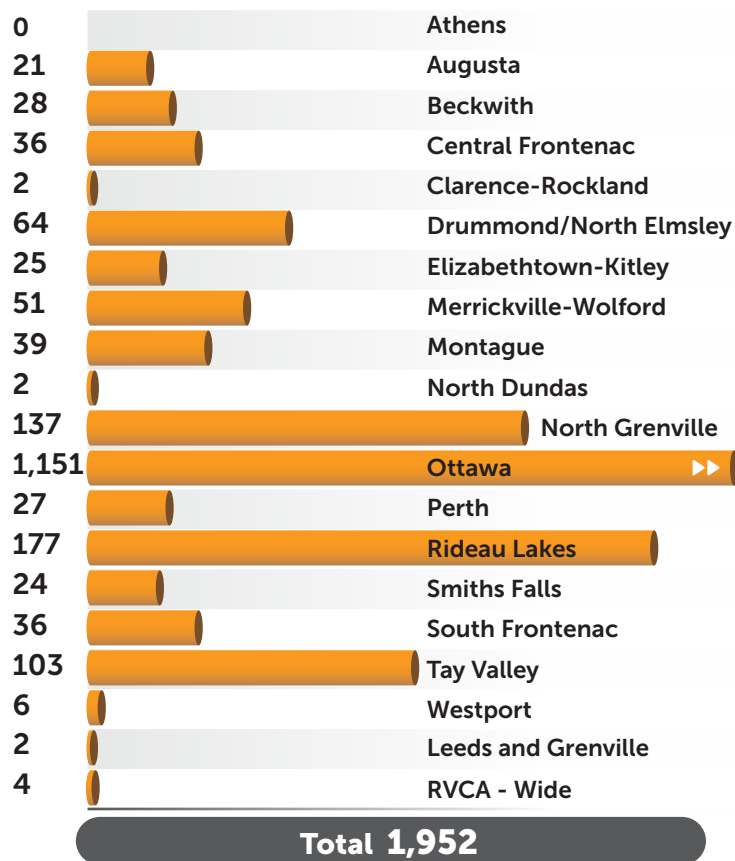 0 Athens
21 Augusta
28 Beckwith
36 Central Frontenac
2 Clarence-Rockland
64 Drummond/North Elmsley
25 Elizabethtown-Kitley
51 Merrickville-Wolford
39 Montague
2 North Dundas
137 North Grenville
1,151 Ottawa
27 Perth
177 Rideau Lakes
24 Smiths Falls
36 South Frontenac
103 Tay Valley
6 Westport
2 Leeds and Grenville
4 RVCA - Wide
Total 1,952